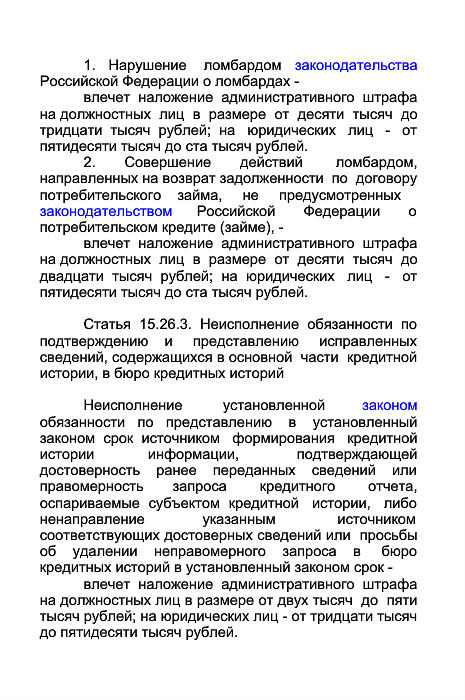 1. Нарушение ломбардом законодательства
Российской Федерации о ломбардах -
влечет наложение административного штрафа
на должностных лиц в размере от десяти тысяч до
тридцати тысяч рублей; на юридических лиц - от
пятидесяти тысяч до ста тысяч рублей.
2. Совершение действий ломбардом,
направленных на возврат задолженности по договору
потребительского займа, не предусмотренных
законодательством Российской Федерации о
потребительском кредите (займе), -
влечет наложение административного штрафа
на должностных лиц в размере от десяти тысяч до
двадцати тысяч рублей; на юридических лиц - от
пятидесяти тысяч до ста тысяч рублей.
Статья 15.26.3. Неисполнение обязанности по
подтверждению и представлению исправленных
сведений, содержащихся в основной части кредитной
истории, в бюро кредитных историй
Неисполнение установленной законом
обязанности по представлению в установленный
законом срок источником формирования кредитной
истории информации, подтверждающей
достоверность ранее переданных сведений или
правомерность запроса кредитного отчета,
оспариваемые субъектом кредитной истории, либо
ненаправление указанным источником
соответствующих достоверных сведений или просьбы
об удалении неправомерного запроса в бюро
кредитных историй в установленный законом срок -
влечет наложение административного штрафа
на должностных лиц в размере от двух тысяч до пяти
тысяч рублей; на юридических лиц - от тридцати тысяч
до пятидесяти тысяч рублей.